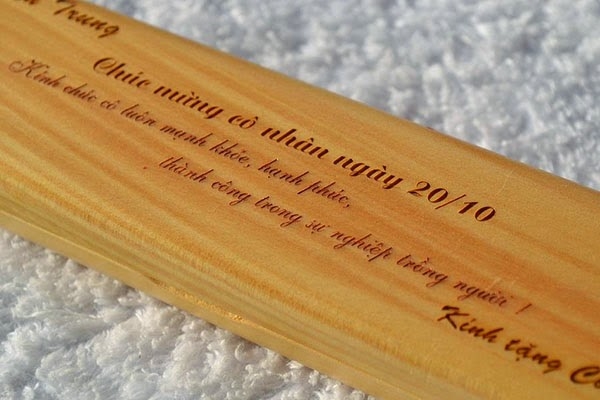 Trung
Chúc mừng cô nhân ngày 20/10
Kính chúc cô luôn mạnh khỏe, hạnh phúc,
thành công trong sự nghiệp trồng người !
Kính tặng